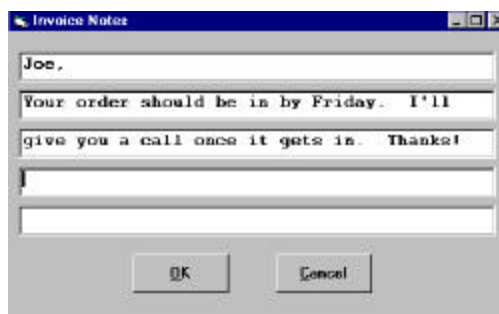 Invoice Notes
Joe,
Your order should be in by Friday.  I'll
give you a call once it gets in.  Thanks!
OK Cancel